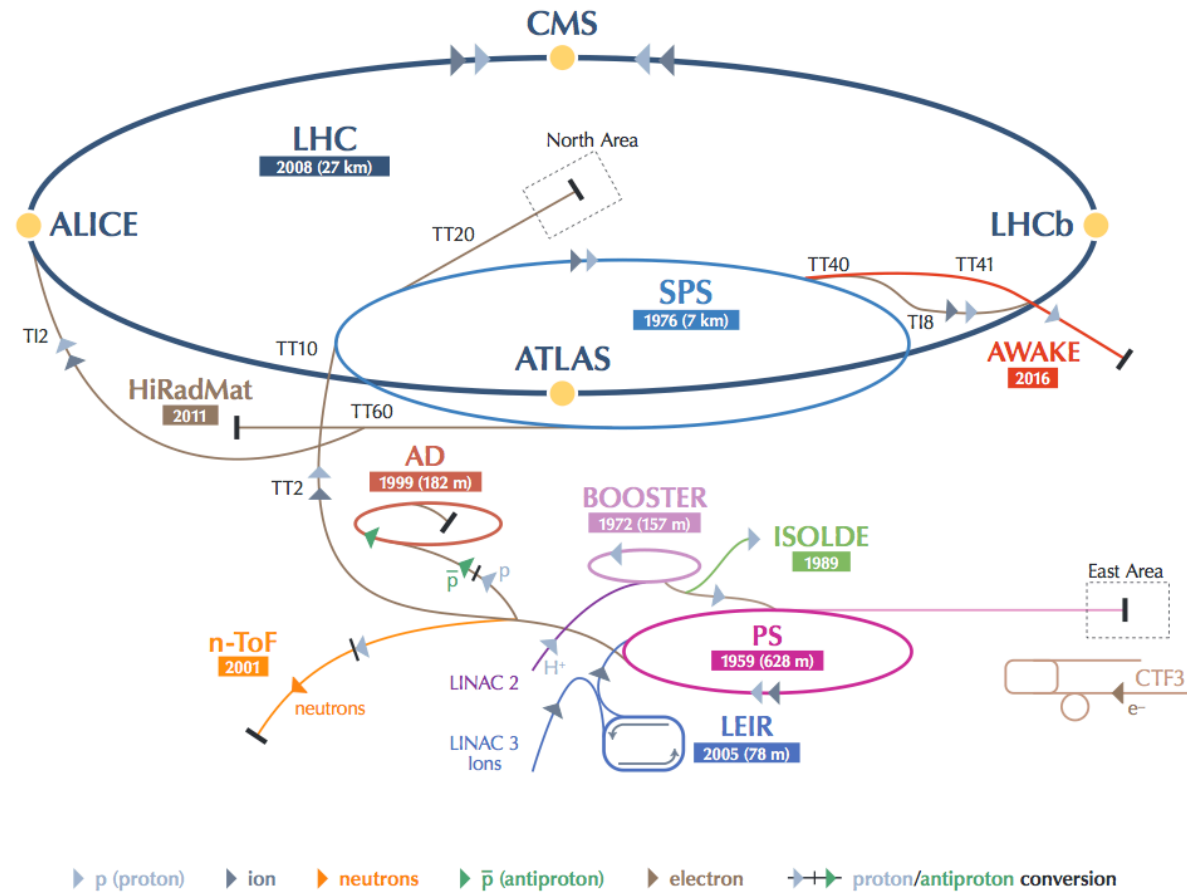 CMS
LHC
2008 (27 km)
North Area
ALICE
LHCb
TT20
TT40
TT41
SPS
1976 (7 km)
TI8
TI2
TT10
ATLAS
AWAKE
2016
HiRadMat
2011
TT60
AD
1999 (182 m)
TT2
BOOSTER
1972 (157 m)
ISOLDE
1989
p̅
p
East Area
n-ToF
2001
PS
1959 (628 m)
H⁺
LINAC 2
CTF3
e⁻
neutrons
LINAC 3
Ions
LEIR
2005 (78 m)
p (proton)
ion
neutrons
p̅ (antiproton)
electron
proton/antiproton conversion